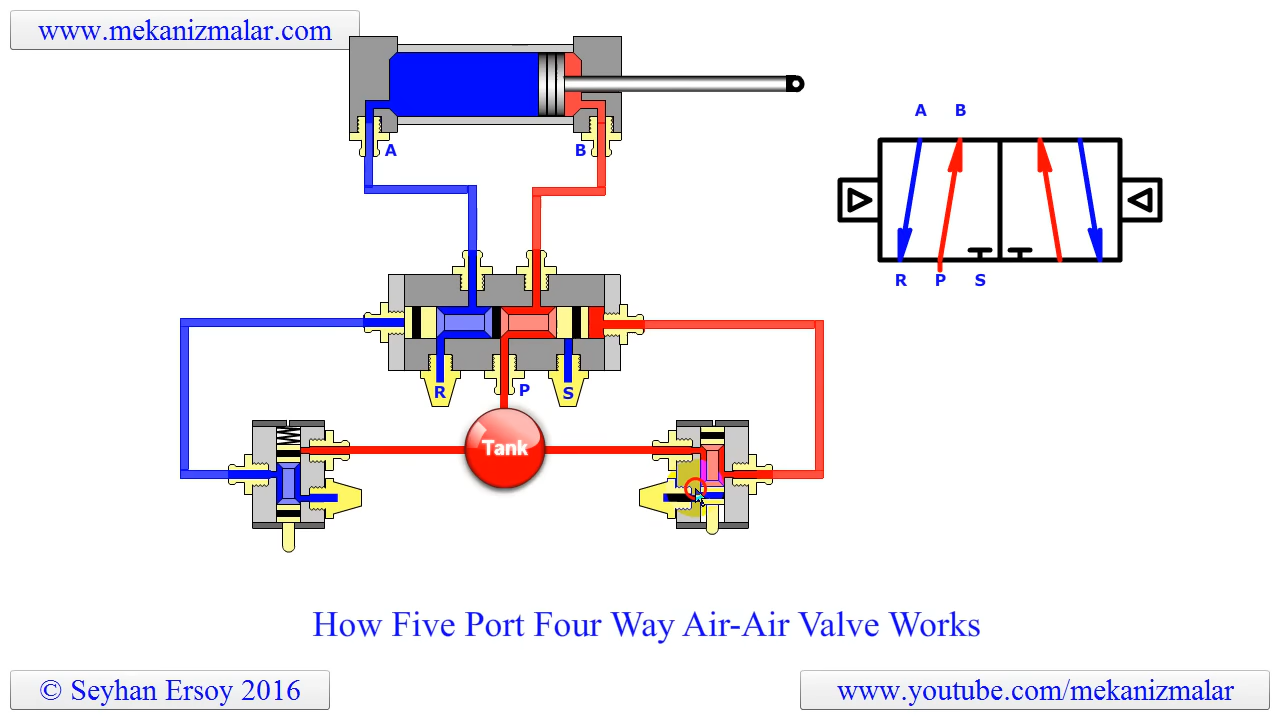 www.mekanizmalar.com
A B
A B
R P S
R P S
Tank
How Five Port Four Way Air-Air Valve Works
© Seyhan Ersoy 2016
www.youtube.com/mekanizmalar